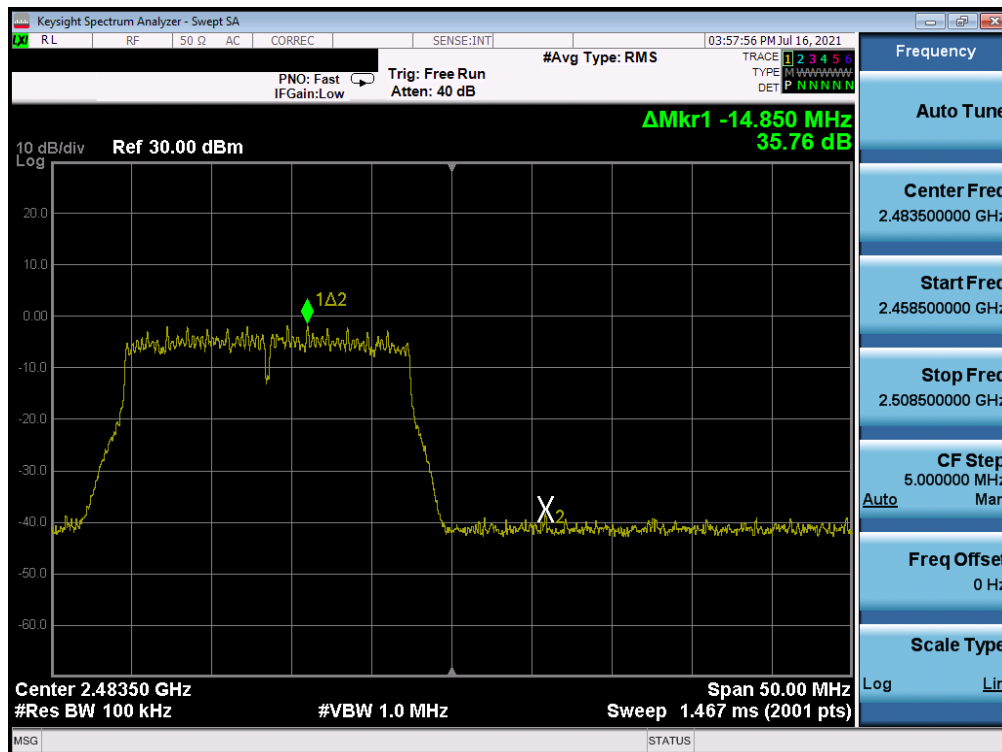 Keysight Spectrum Analyzer - Swept SA
LXI RL RF 50 Ω AC CORREC SENSE:INT 03:57:56 PM Jul 16, 2021
Frequency
#Avg Type: RMS
TRACE 1 2 3 4 5 6
PNO: Fast Trig: Free Run
TYPE M W W W W W
IFGain:Low Atten: 40 dB
DET P N N N N N
Auto Tune
ΔMkr1 -14.850 MHz
35.76 dB
10 dB/div Ref 30.00 dBm
Log
Center Freq
2.483500000 GHz
20.0
10.0
Start Freq
2.458500000 GHz
1Δ2
0.00
-10.0
Stop Freq
2.508500000 GHz
-20.0
-30.0
CF Step
5.000000 MHz
Auto Man
-40.0
X2
-50.0
Freq Offset
0 Hz
-60.0
Scale Type
Log Lin
Center 2.48350 GHz Span 50.00 MHz
#Res BW 100 kHz #VBW 1.0 MHz Sweep 1.467 ms (2001 pts)
MSG STATUS